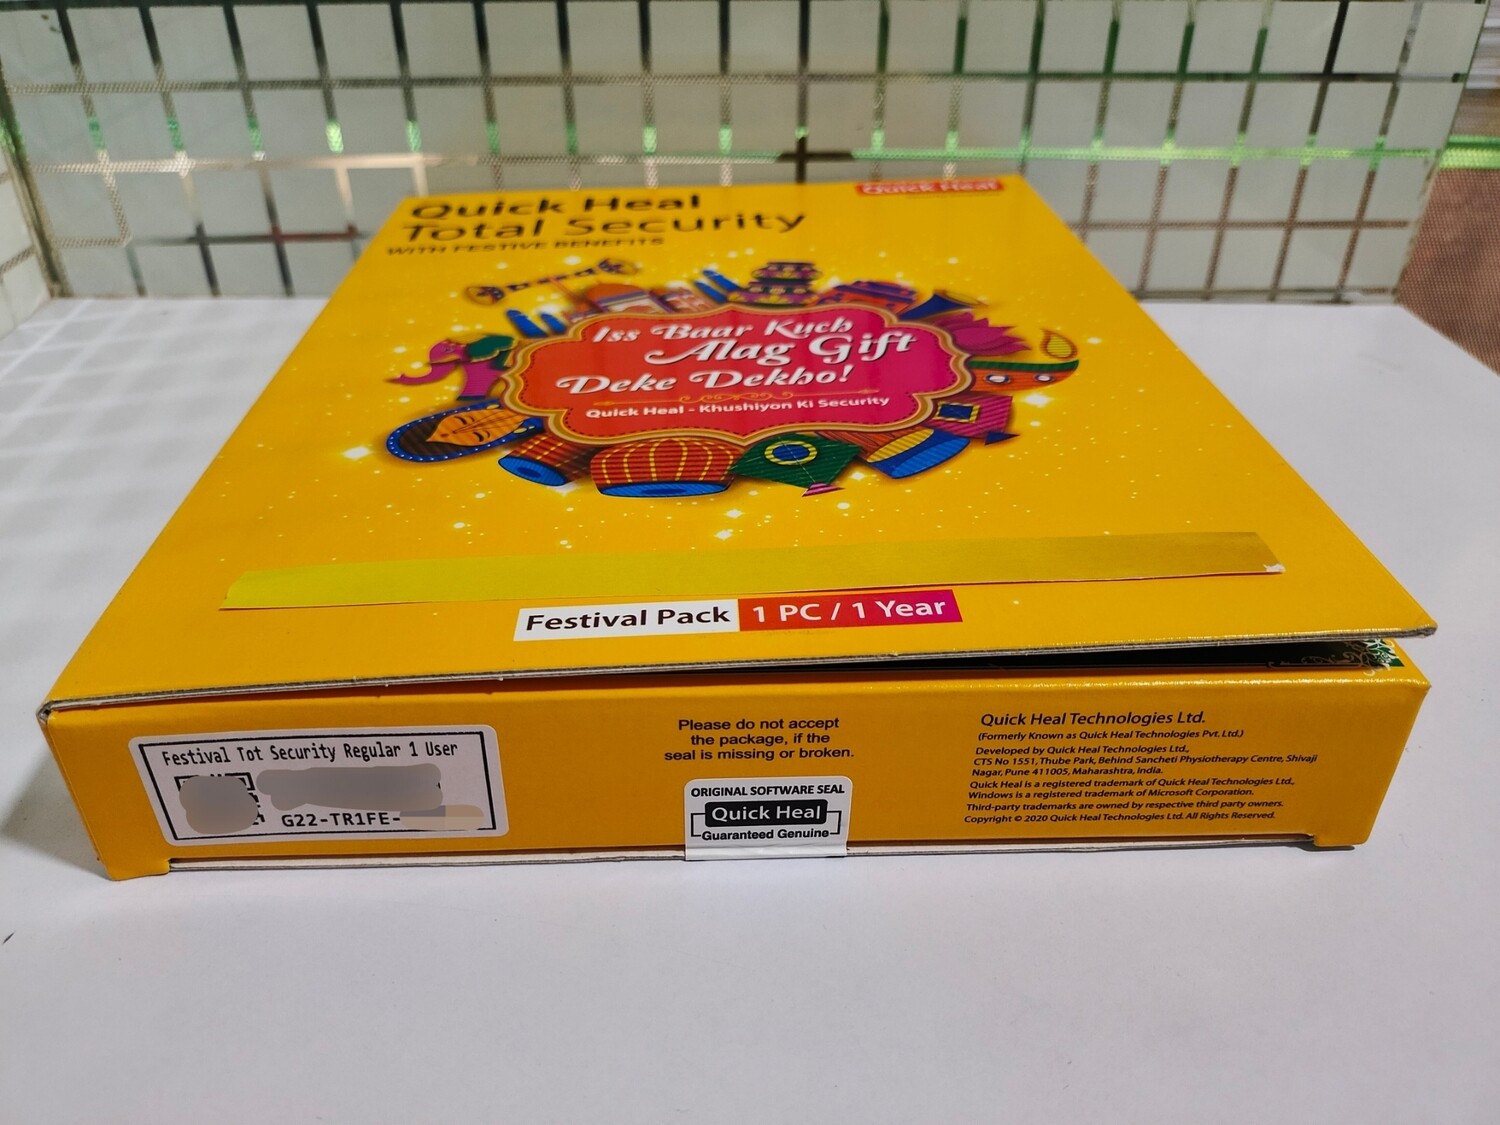 Quick Heal
Total Security
WITH FESTIVE BENEFITS
Quick Heal
Iss Baar Kuch
Alag Gift
Deke Dekho!
Quick Heal - Khushiyon Ki Security
Festival Pack 1 PC / 1 Year
Festival Tot Security Regular 1 User
G22-TR1FE-
Please do not accept
the package, if the
seal is missing or broken.
ORIGINAL SOFTWARE SEAL
Quick Heal
Guaranteed Genuine
Quick Heal Technologies Ltd.
(Formerly Known as Quick Heal Technologies Pvt. Ltd.)
Developed by Quick Heal Technologies Ltd.,
CTS No 1551, Thube Park, Behind Sancheti Physiotherapy Centre, Shivaji
Nagar, Pune 411005, Maharashtra, India.
Quick Heal is a registered trademark of Quick Heal Technologies Ltd.,
Windows is a registered trademark of Microsoft Corporation.
Third-party trademarks are owned by respective third party owners.
Copyright © 2020 Quick Heal Technologies Ltd. All Rights Reserved.